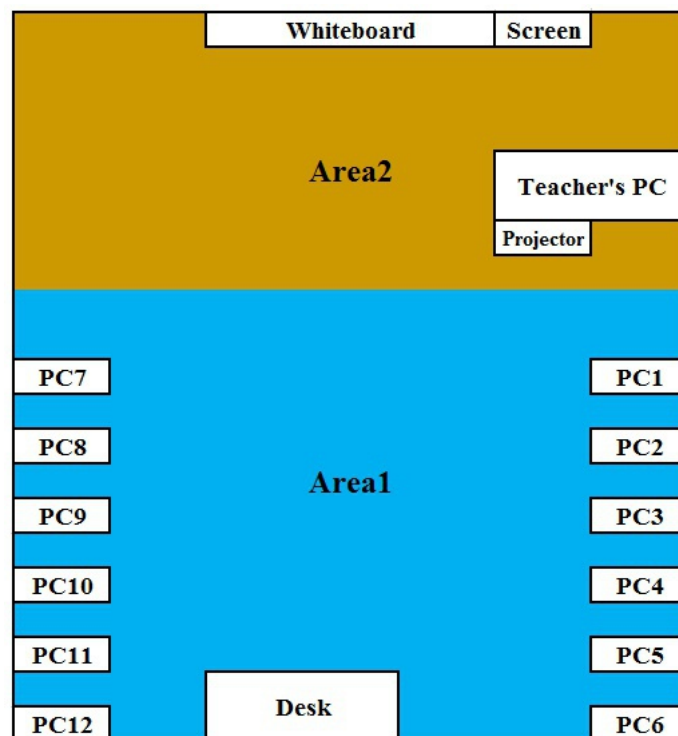 Whiteboard Screen
Area2
Teacher's PC
Projector
PC7 PC1
PC8 PC2
Area1
PC9 PC3
PC10 PC4
PC11 PC5
Desk
PC12 PC6